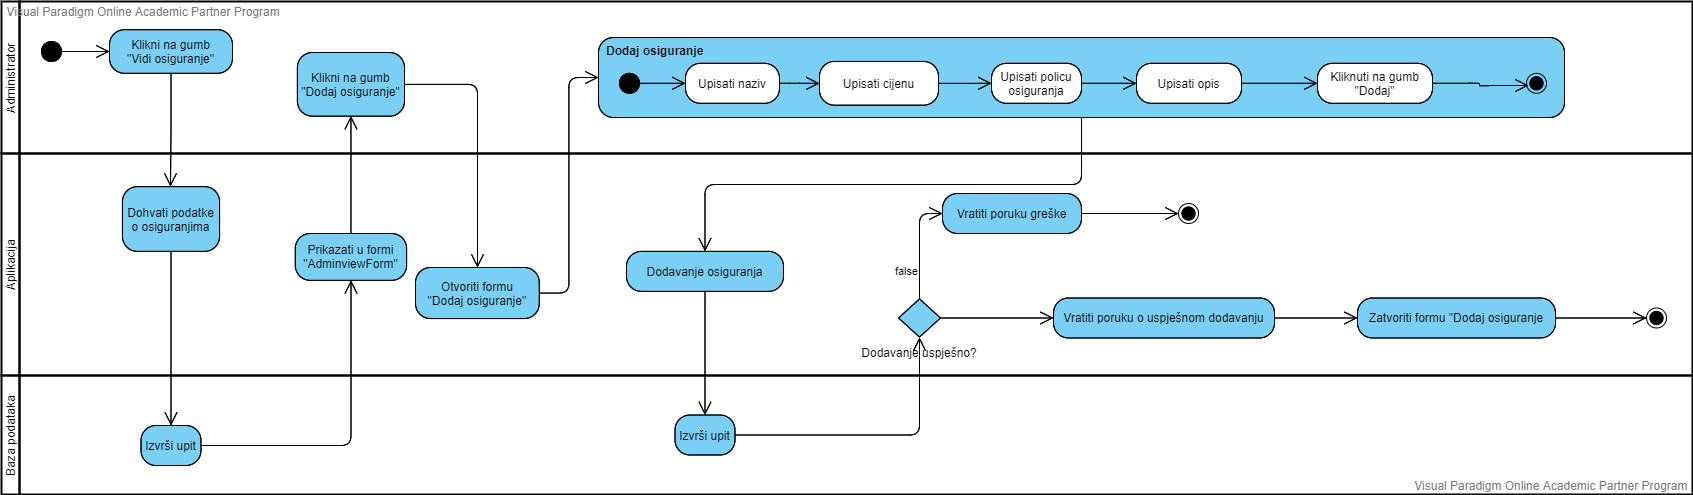 Visual Paradigm Online Academic Partner Program
Administrator
Klikni na gumb
"Vidi osiguranje"
Klikni na gumb
"Dodaj osiguranje"
Dodaj osiguranje
Upisati naziv
Upisati cijenu
Upisati policu
osiguranja
Upisati opis
Kliknuti na gumb
"Dodaj"
Aplikacija
Dohvati podatke
o osiguranjima
Prikazati u formi
"AdminviewForm"
Otvoriti formu
"Dodaj osiguranje"
Dodavanje osiguranja
Vratiti poruku greške
false
Vratiti poruku o uspješnom dodavanju
Zatvoriti formu "Dodaj osiguranje
Dodavanje uspješno?
Baza podataka
Izvrši upit
Izvrši upit
Visual Paradigm Online Academic Partner Program